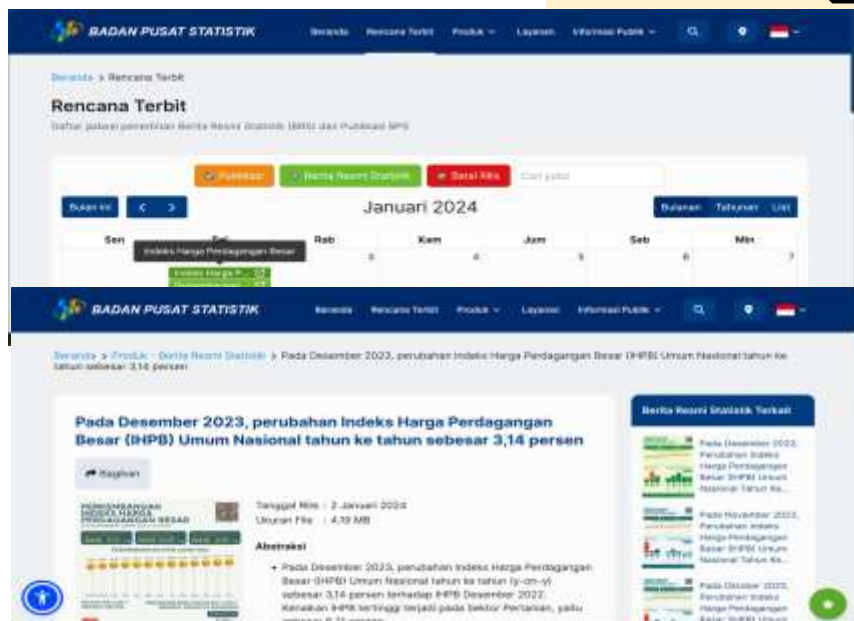 BADAN PUSAT STATISTIK Beranda Rencana Terbit Produk Layanan Informasi Publik
Beranda > Rencana Terbit
Rencana Terbit
Daftar jadwal penerbitan Berita Resmi Statistik (BRS) dan Publikasi BPS
Publikasi Berita Resmi Statistik Batal Rilis Cari judul
Bulan ini < > Januari 2024 Bulanan Tahunan List
Sen Sel Rab Kam Jum Sab Min
Indeks Harga Perdagangan Besar
3 4 5 6 7
Indeks Harga P...
BADAN PUSAT STATISTIK Beranda Rencana Terbit Produk Layanan Informasi Publik
Beranda > Produk : Berita Resmi Statistik > Pada Desember 2023, perubahan Indeks Harga Perdagangan Besar (IHPB) Umum Nasional tahun ke
tahun sebesar 3,14 persen
Pada Desember 2023, perubahan Indeks Harga Perdagangan
Besar (IHPB) Umum Nasional tahun ke tahun sebesar 3,14 persen
Bagikan
PERKEMBANGAN
INDEKS HARGA
PERDAGANGAN BESAR
Tanggal Rilis : 2 Januari 2024
Ukuran File : 4.19 MB
Abstraksi
• Pada Desember 2023, perubahan Indeks Harga Perdagangan
Besar (IHPB) Umum Nasional tahun ke tahun (y-on-y)
sebesar 3,14 persen terhadap IHPB Desember 2022.
Kenaikan IHPB tertinggi terjadi pada Sektor Pertanian, yaitu
Berita Resmi Statistik Terkait
Pada Desember 2023,
Perubahan Indeks
Harga Perdagangan
Besar (IHPB) Umum
Nasional Tahun Ke...
Pada November 2023,
Perubahan Indeks
Harga Perdagangan
Besar (IHPB) Umum
Nasional Tahun Ke...
Pada Oktober 2023,
Perubahan Indeks
Harga Perdagangan
Besar (IHPB) Umum